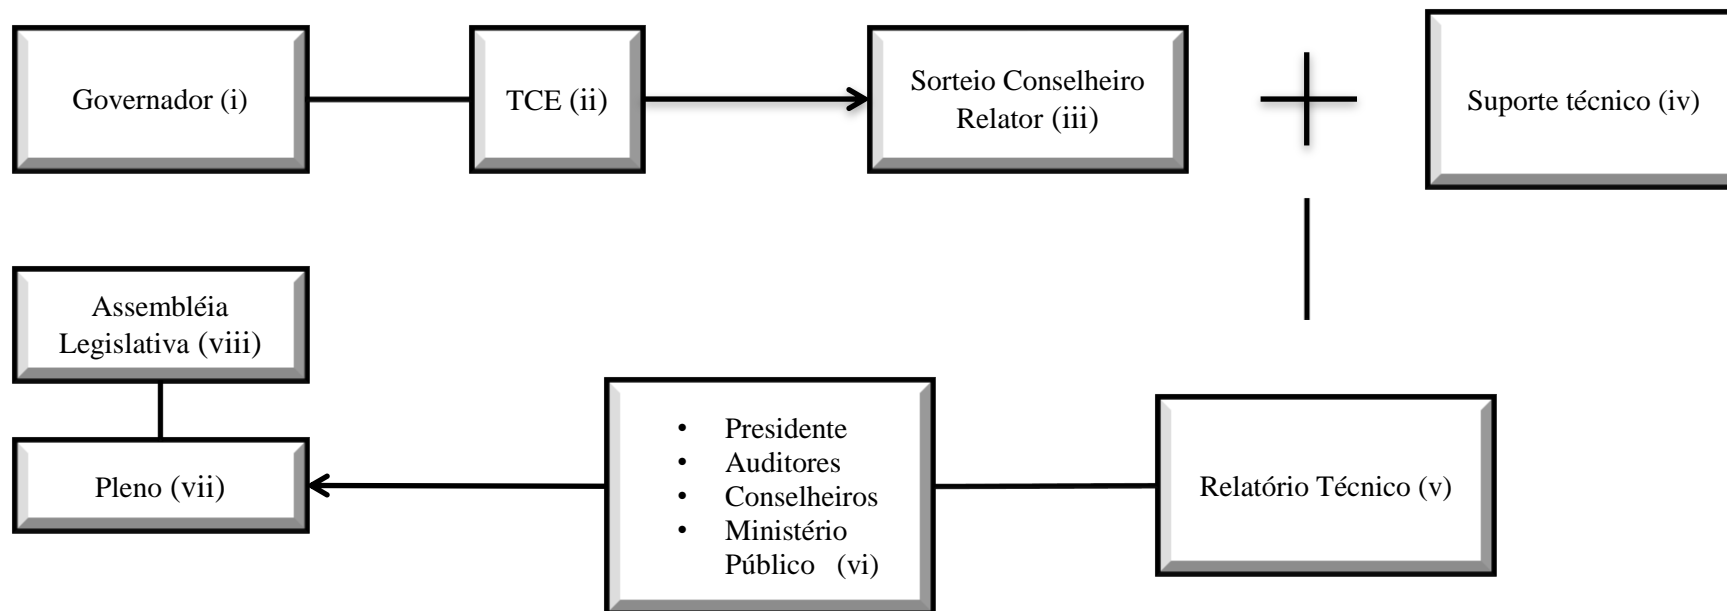 Governador (i)
TCE (ii)
Sorteio Conselheiro
Relator (iii)
Suporte técnico (iv)
Assembléia
Legislativa (viii)
Pleno (vii)
• Presidente
• Auditores
• Conselheiros
• Ministério
Público (vi)
Relatório Técnico (v)